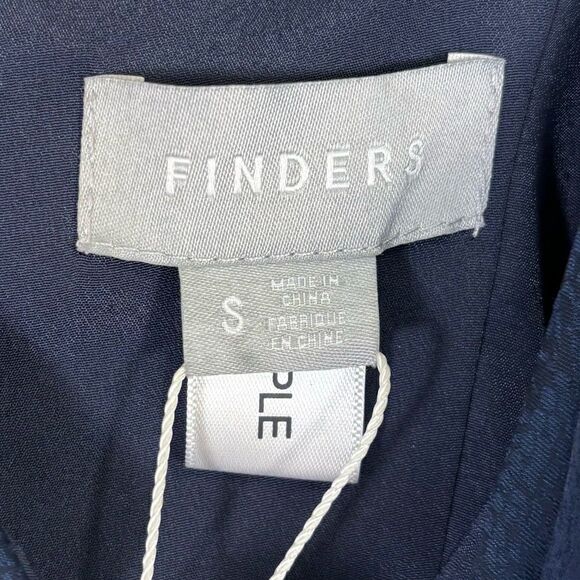 FINDERS
S
MADE IN
CHINA
FABRIQUE
EN CHINE
PLE